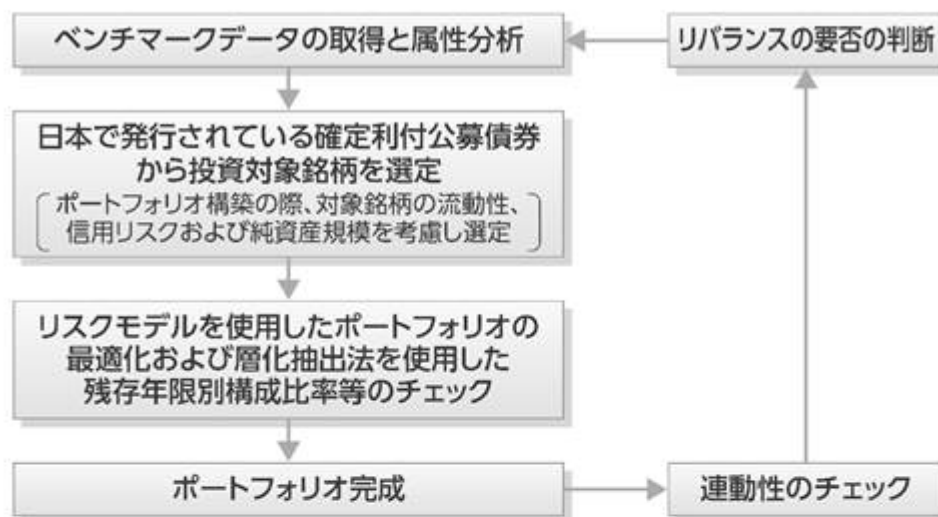 ベンチマークデータの取得と属性分析
リバランスの要否の判断
日本で発行されている確定利付公募債券
から投資対象銘柄を選定
ポートフォリオ構築の際、対象銘柄の流動性、
信用リスクおよび純資産規模を考慮し選定
リスクモデルを使用したポートフォリオの
最適化および層化抽出法を使用した
残存年限別構成比率等のチェック
ポートフォリオ完成
連動性のチェック